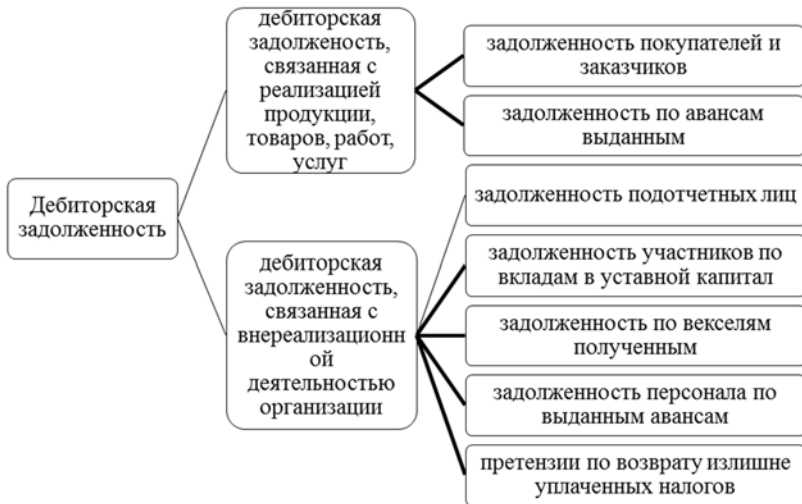 Дебиторская
задолженность
дебиторская
задолженость,
связанная с
реализацией
продукции,
товаров, работ,
услуг
задолженность покупателей и
заказчиков
задолженность по авансам
выданным
дебиторская
задолженность,
связанная с
внереализационн
ой
деятельностью
организации
задолженность подотчетных лиц
задолженность участников по
вкладам в уставной капитал
задолженность по векселям
полученным
задолженность персонала по
выданным авансам
претензии по возврату излишне
уплаченных налогов